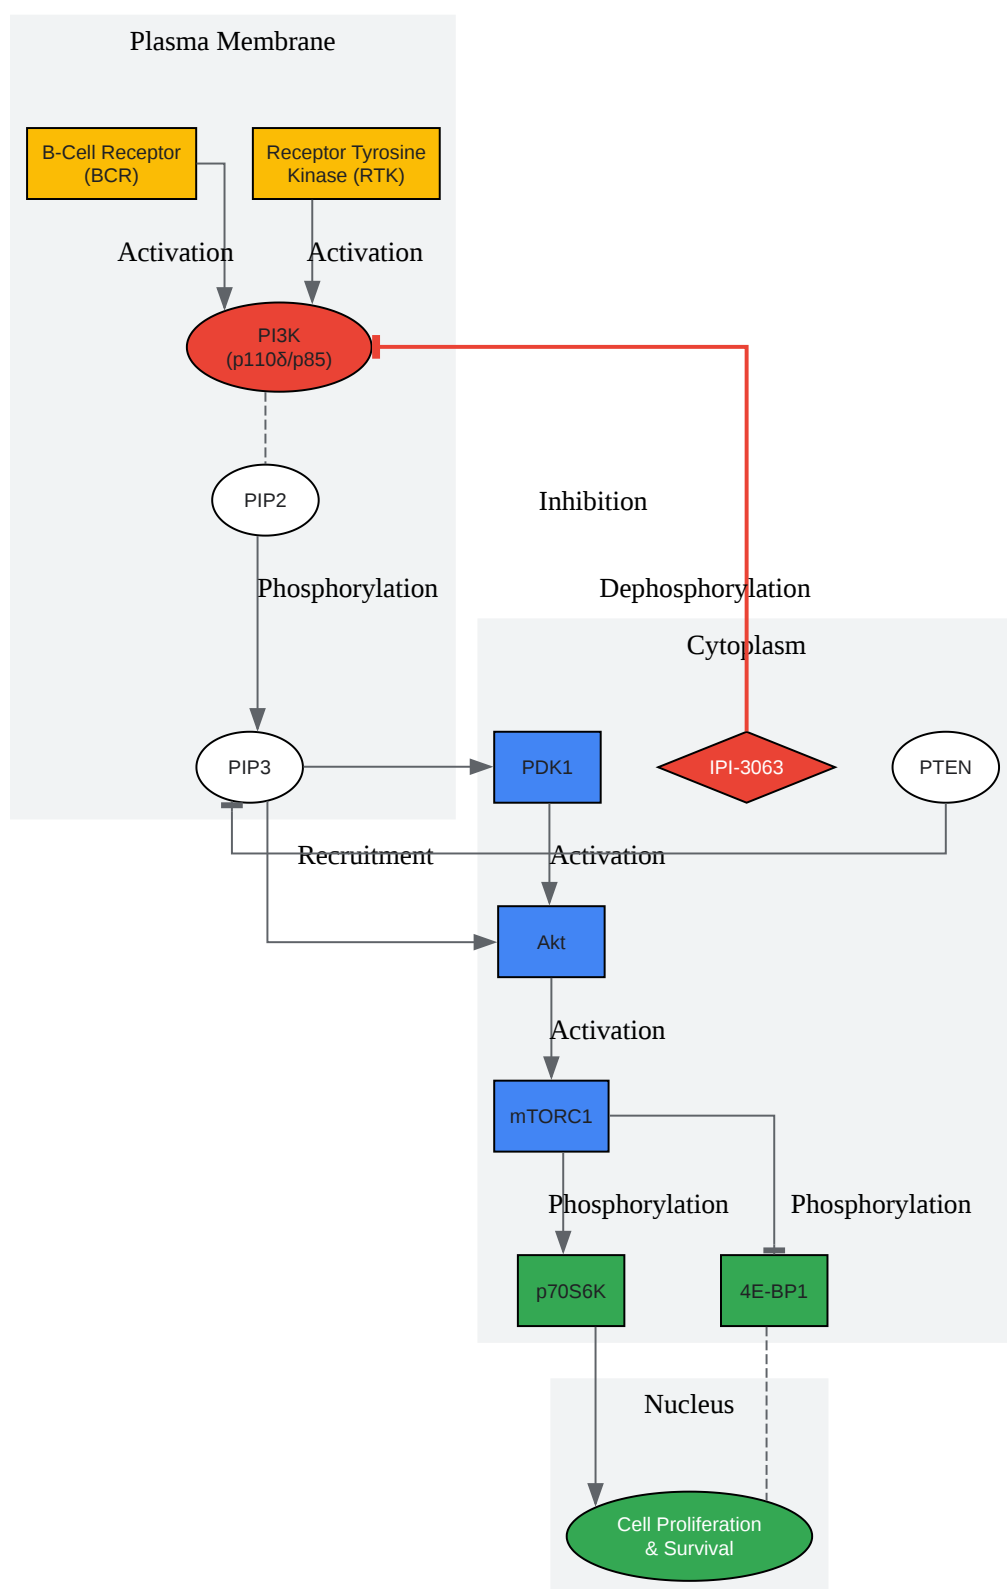 Plasma Membrane
B-Cell Receptor
(BCR)
Receptor Tyrosine
Kinase (RTK)
Activation
Activation
PI3K
(p110δ/p85)
PIP2
Inhibition
Phosphorylation
Dephosphorylation
Cytoplasm
PIP3
PDK1
IPI-3063
PTEN
Recruitment
Activation
Akt
Activation
mTORC1
Phosphorylation
Phosphorylation
p70S6K
4E-BP1
Nucleus
Cell Proliferation
& Survival